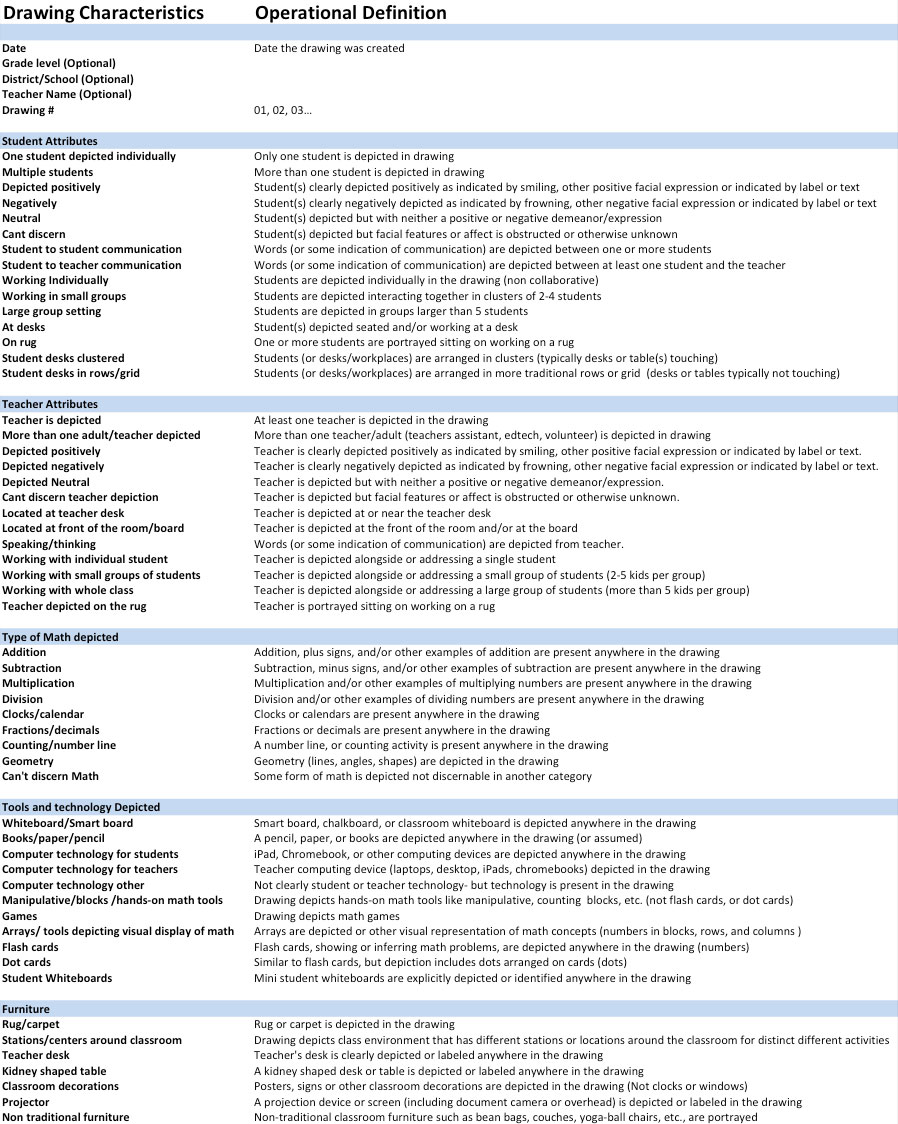 Drawing Characteristics Operational Definition
Date Date the drawing was created
Grade level (Optional)
District/School (Optional)
Teacher Name (Optional)
Drawing # 01, 02, 03...
Student Attributes
One student depicted individually Only one student is depicted in drawing
Multiple students More than one student is depicted in drawing
Depicted positively Student(s) clearly depicted positively as indicated by smiling, other positive facial expression or indicated by label or text
Negatively Student(s) clearly negatively depicted as indicated by frowning, other negative facial expression or indicated by label or text
Neutral Student(s) depicted but with neither a positive or negative demeanor/expression
Cant discern Student(s) depicted but facial features or affect is obstructed or otherwise unknown
Student to student communication Words (or some indication of communication) are depicted between one or more students
Student to teacher communication Words (or some indication of communication) are depicted between at least one student and the teacher
Working Individually Students are depicted individually in the drawing (non collaborative)
Working in small groups Students are depicted interacting together in clusters of 2-4 students
Large group setting Students are depicted in groups larger than 5 students
At desks Student(s) depicted seated and/or working at a desk
On rug One or more students are portrayed sitting on working on a rug
Student desks clustered Students (or desks/workplaces) are arranged in clusters (typically desks or table(s) touching)
Student desks in rows/grid Students (or desks/workplaces) are arranged in more traditional rows or grid (desks or tables typically not touching)
Teacher Attributes
Teacher is depicted At least one teacher is depicted in the drawing
More than one adult/teacher depicted More than one teacher/adult (teachers assistant, edtech, volunteer) is depicted in drawing
Depicted positively Teacher is clearly depicted positively as indicated by smiling, other positive facial expression or indicated by label or text.
Depicted negatively Teacher is clearly negatively depicted as indicated by frowning, other negative facial expression or indicated by label or text.
Depicted Neutral Teacher is depicted but with neither a positive or negative demeanor/expression.
Cant discern teacher depiction Teacher is depicted but facial features or affect is obstructed or otherwise unknown.
Located at teacher desk Teacher is depicted at or near the teacher desk
Located at front of the room/board Teacher is depicted at the front of the room and/or at the board
Speaking/thinking Words (or some indication of communication) are depicted from teacher.
Working with individual student Teacher is depicted alongside or addressing a single student
Working with small groups of students Teacher is depicted alongside or addressing a small group of students (2-5 kids per group)
Working with whole class Teacher is depicted alongside or addressing a large group of students (more than 5 kids per group)
Teacher depicted on the rug Teacher is portrayed sitting on working on a rug
Type of Math depicted
Addition Addition, plus signs, and/or other examples of addition are present anywhere in the drawing
Subtraction Subtraction, minus signs, and/or other examples of subtraction are present anywhere in the drawing
Multiplication Multiplication and/or other examples of multiplying numbers are present anywhere in the drawing
Division Division and/or other examples of dividing numbers are present anywhere in the drawing
Clocks/calendar Clocks or calendars are present anywhere in the drawing
Fractions/decimals Fractions or decimals are present anywhere in the drawing
Counting/number line A number line, or counting activity is present anywhere in the drawing
Geometry Geometry (lines, angles, shapes) are depicted in the drawing
Can't discern Math Some form of math is depicted not discernable in another category
Tools and technology Depicted
Whiteboard/Smart board Smart board, chalkboard, or classroom whiteboard is depicted anywhere in the drawing
Books/paper/pencil A pencil, paper, or books are depicted anywhere in the drawing (or assumed)
Computer technology for students iPad, Chromebook, or other computing devices are depicted anywhere in the drawing
Computer technology for teachers Teacher computing device (laptops, desktop, iPads, chromebooks) depicted in the drawing
Computer technology other Not clearly student or teacher technology- but technology is present in the drawing
Manipulative/blocks /hands-on math tools Drawing depicts hands-on math tools like manipulative, counting blocks, etc. (not flash cards, or dot cards)
Games Drawing depicts math games
Arrays/ tools depicting visual display of math Arrays are depicted or other visual representation of math concepts (numbers in blocks, rows, and columns )
Flash cards Flash cards, showing or inferring math problems, are depicted anywhere in the drawing (numbers)
Dot cards Similar to flash cards, but depiction includes dots arranged on cards (dots)
Student Whiteboards Mini student whiteboards are explicitly depicted or identified anywhere in the drawing
Furniture
Rug/carpet Rug or carpet is depicted in the drawing
Stations/centers around classroom Drawing depicts class environment that has different stations or locations around the classroom for distinct different activities
Teacher desk Teacher's desk is clearly depicted or labeled anywhere in the drawing
Kidney shaped table A kidney shaped desk or table is depicted or labeled anywhere in the drawing
Classroom decorations Posters, signs or other classroom decorations are depicted in the drawing (Not clocks or windows)
Projector A projection device or screen (including document camera or overhead) is depicted or labeled in the drawing
Non traditional furniture Non-traditional classroom furniture such as bean bags, couches, yoga-ball chairs, etc., are portrayed